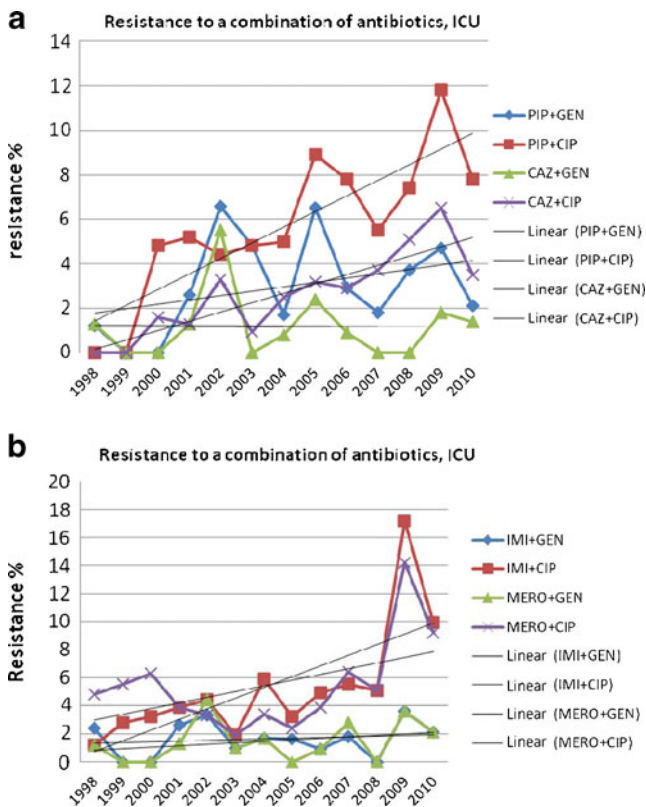 a
Resistance to a combination of antibiotics, ICU
resistance %
14
12
10
8
6
4
2
0
1998
1999
2000
2001
2002
2003
2004
2005
2006
2007
2008
2009
2010
PIP+GEN
PIP+CIP
CAZ+GEN
CAZ+CIP
Linear (PIP+GEN)
Linear (PIP+CIP)
Linear (CAZ+GEN)
Linear (CAZ+CIP)
b
Resistance to a combination of antibiotics, ICU
Resistance %
20
18
16
14
12
10
8
6
4
2
0
1998
1999
2000
2001
2002
2003
2004
2005
2006
2007
2008
2009
2010
IMI+GEN
IMI+CIP
MERO+GEN
MERO+CIP
Linear (IMI+GEN)
Linear (IMI+CIP)
Linear (MERO+GEN)
Linear (MERO+CIP)